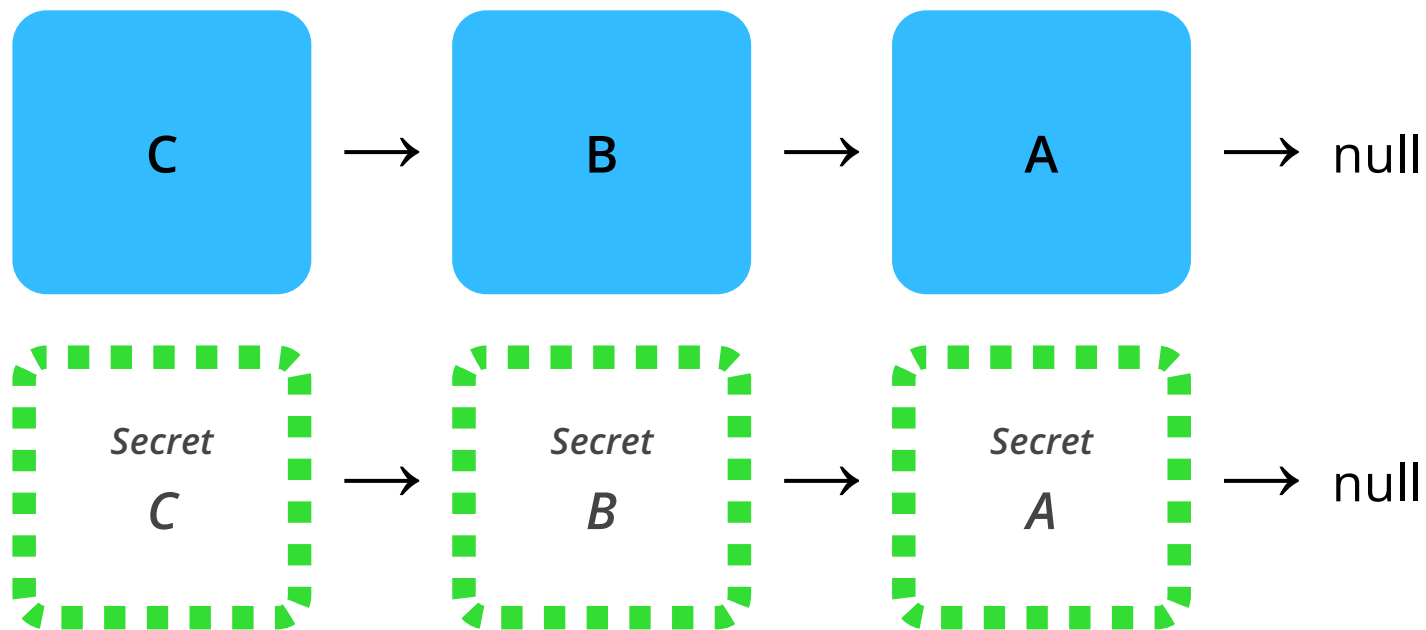 C → B → A → null
Secret Secret Secret
C → B → A → null